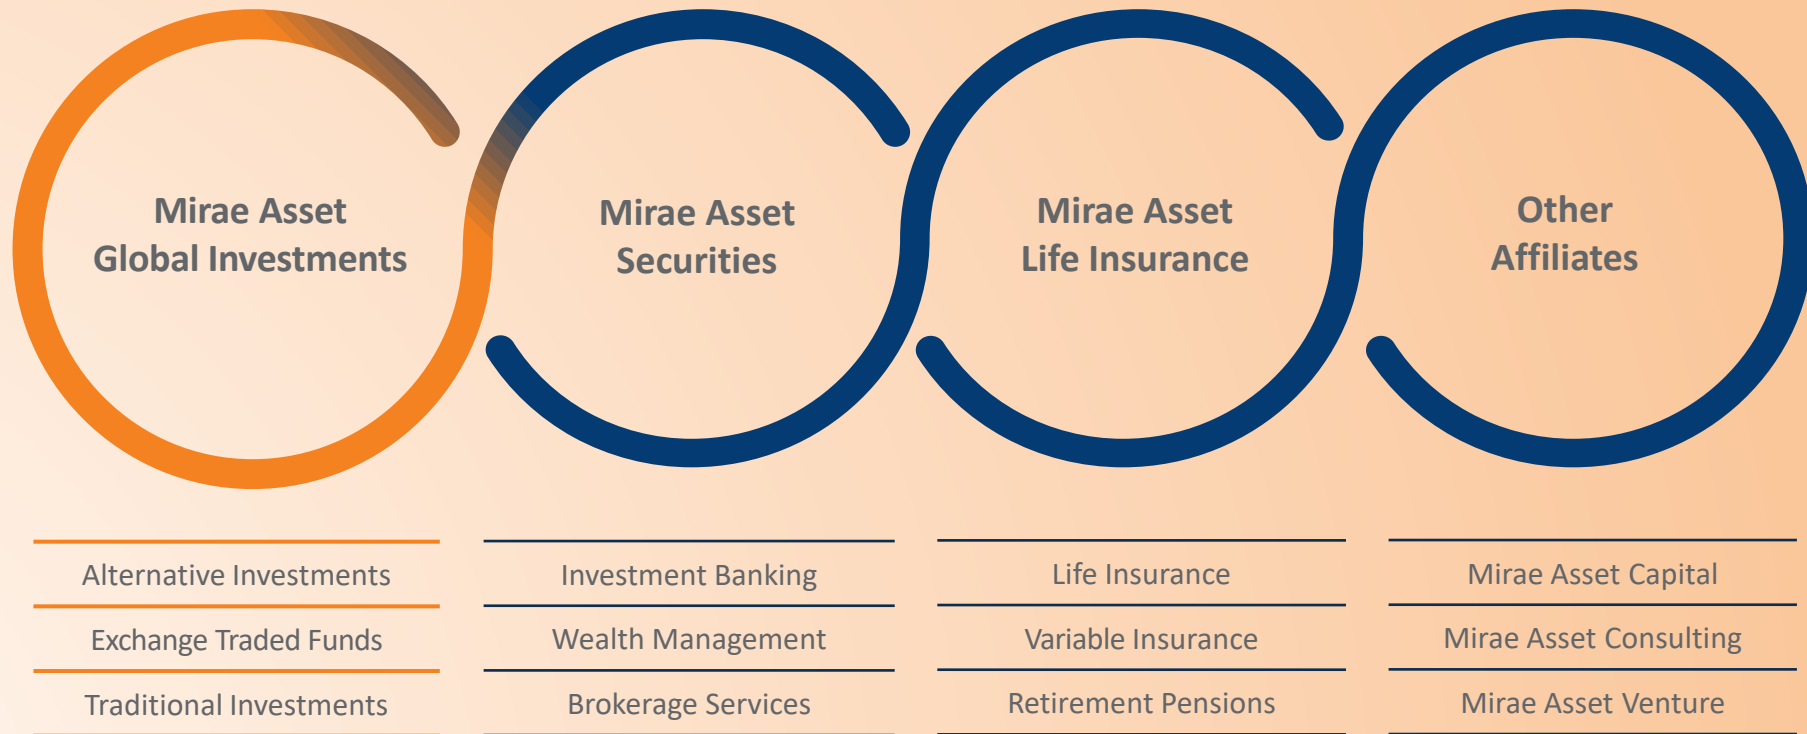 Mirae Asset
Global Investments
Mirae Asset
Securities
Mirae Asset
Life Insurance
Other
Affiliates
Alternative Investments
Exchange Traded Funds
Traditional Investments
Investment Banking
Wealth Management
Brokerage Services
Life Insurance
Variable Insurance
Retirement Pensions
Mirae Asset Capital
Mirae Asset Consulting
Mirae Asset Venture